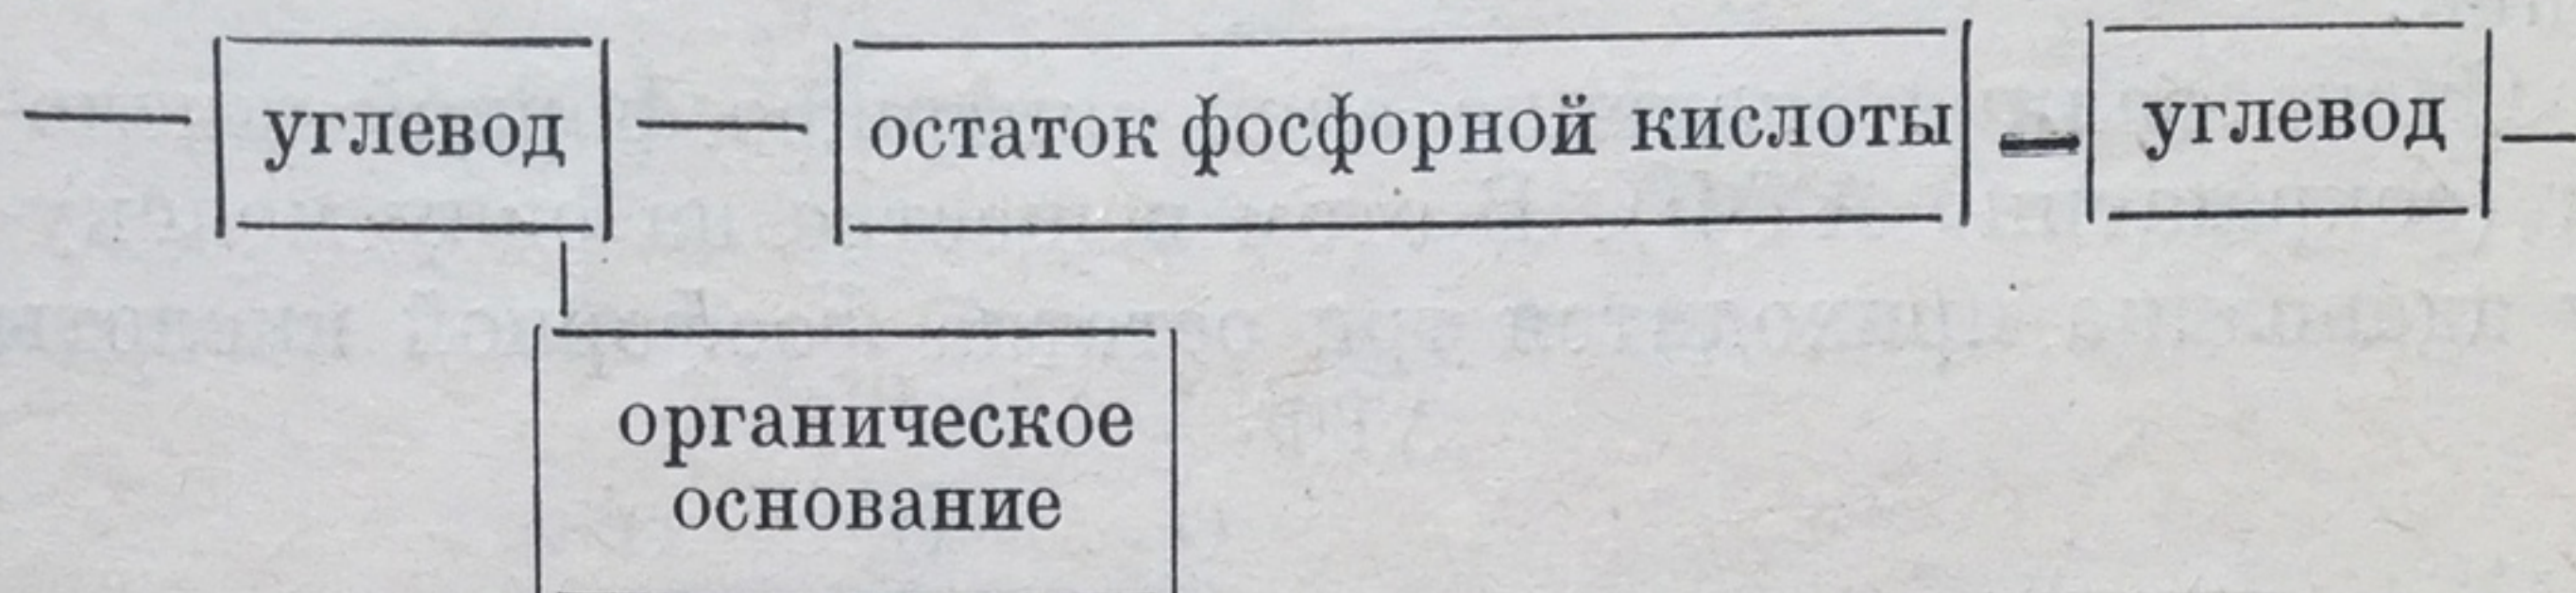 углевод
остаток фосфорной кислоты
углевод
органическое
основание